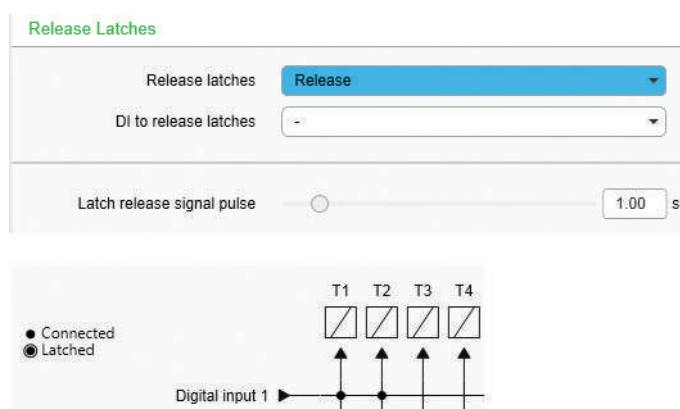 Release Latches
Release latches Release
DI to release latches -
Latch release signal pulse 1.00 s
T1 T2 T3 T4
Connected
Latched
Digital input 1